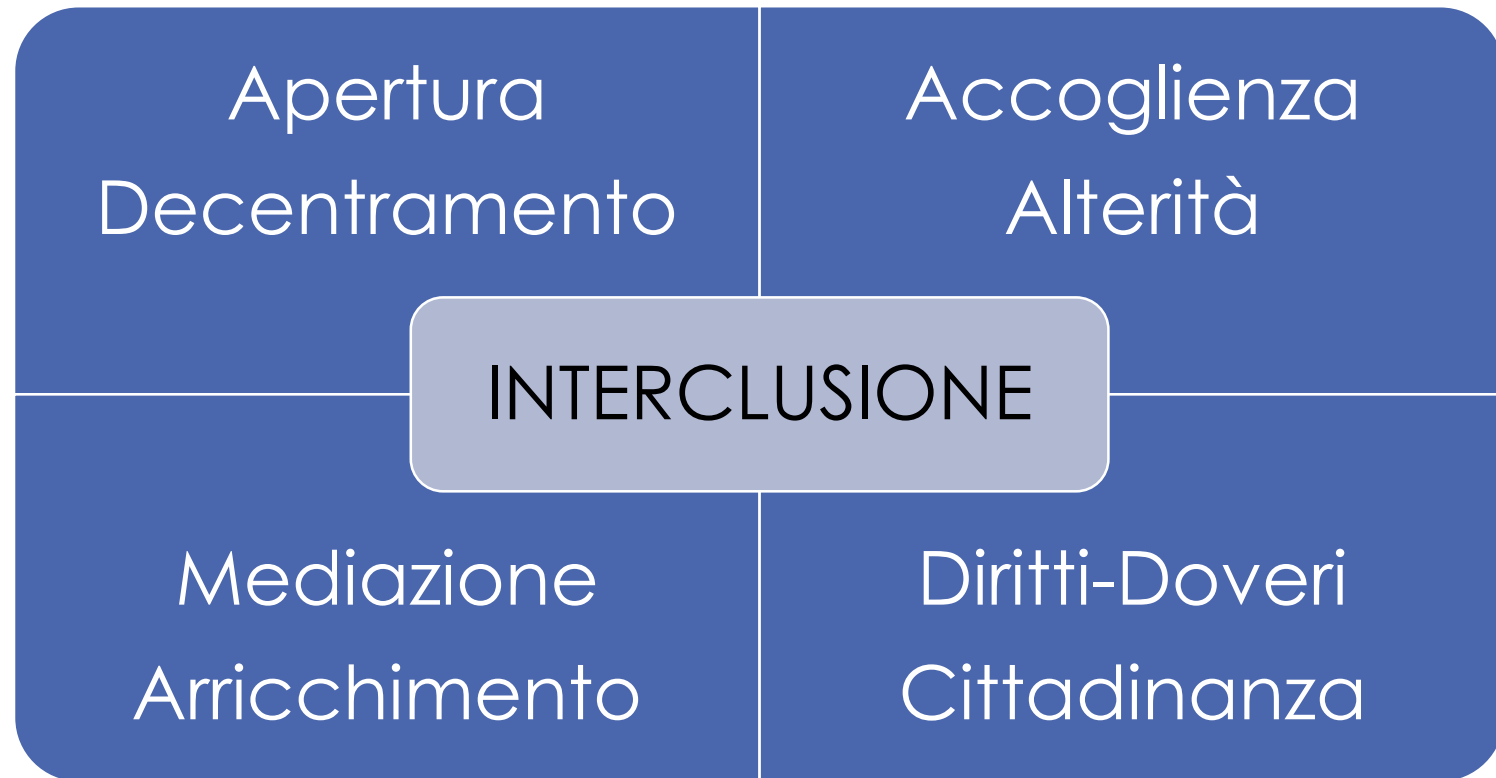 Apertura
Decentramento
Accoglienza
Alterità
INTERCLUSIONE
Mediazione
Arricchimento
Diritti-Doveri
Cittadinanza